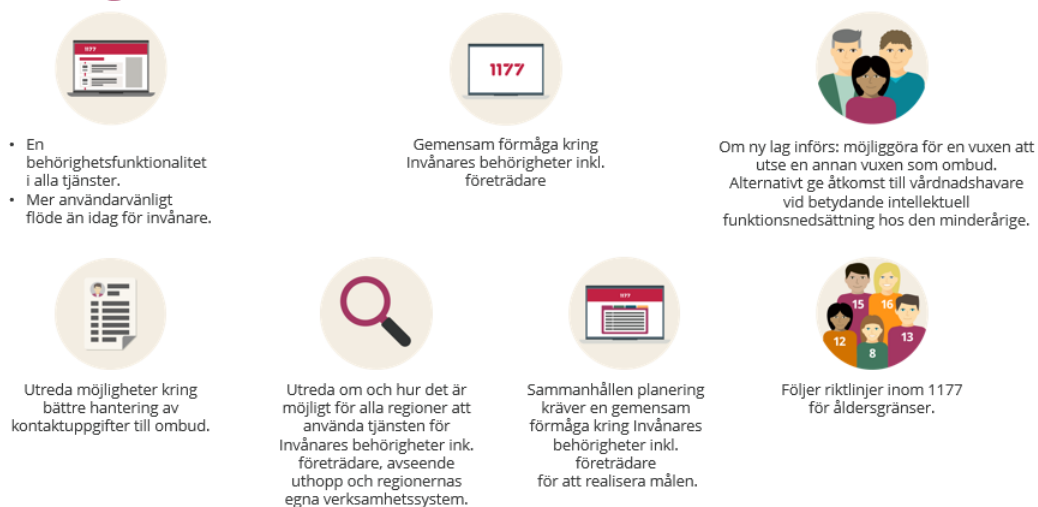 1177
• En
behörighetsfunktionalitet
i alla tjänster.
• Mer användarvänligt
flöde än idag för invånare.
1177
Gemensam förmåga kring
Invånares behörigheter inkl.
företrädare
Om ny lag införs: möjliggöra för en vuxen att
utse en annan vuxen som ombud.
Alternativt ge åtkomst till vårdnadshavare
vid betydande intellektuell
funktionsnedsättning hos den minderårige.
Utreda möjligheter kring
bättre hantering av
kontaktuppgifter till ombud.
Utreda om och hur det är
möjligt för alla regioner att
använda tjänsten för
Invånares behörigheter ink.
företrädare, avseende
uthopp och regionernas
egna verksamhetssystem.
1177
Sammanhållen planering
kräver en gemensam
förmåga kring Invånares
behörigheter inkl.
företrädare
för att realisera målen.
15
16
12
8
13
Följer riktlinjer inom 1177
för åldersgränser.